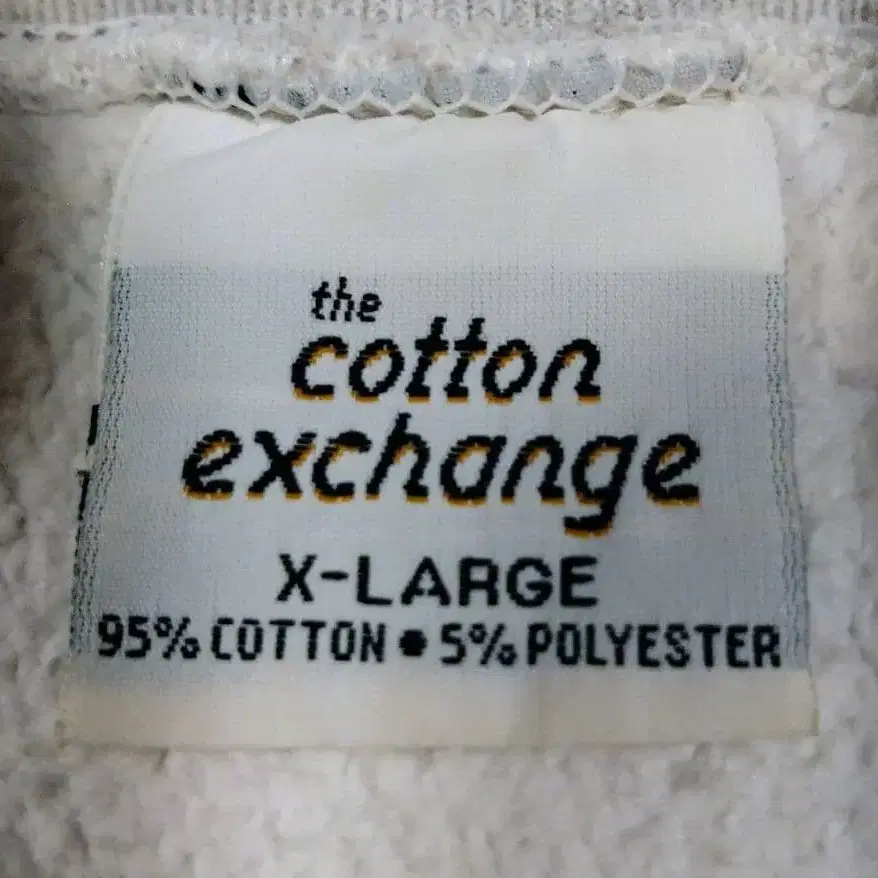 the
cotton
exchange
X-LARGE
95% COTTON • 5% POLYESTER